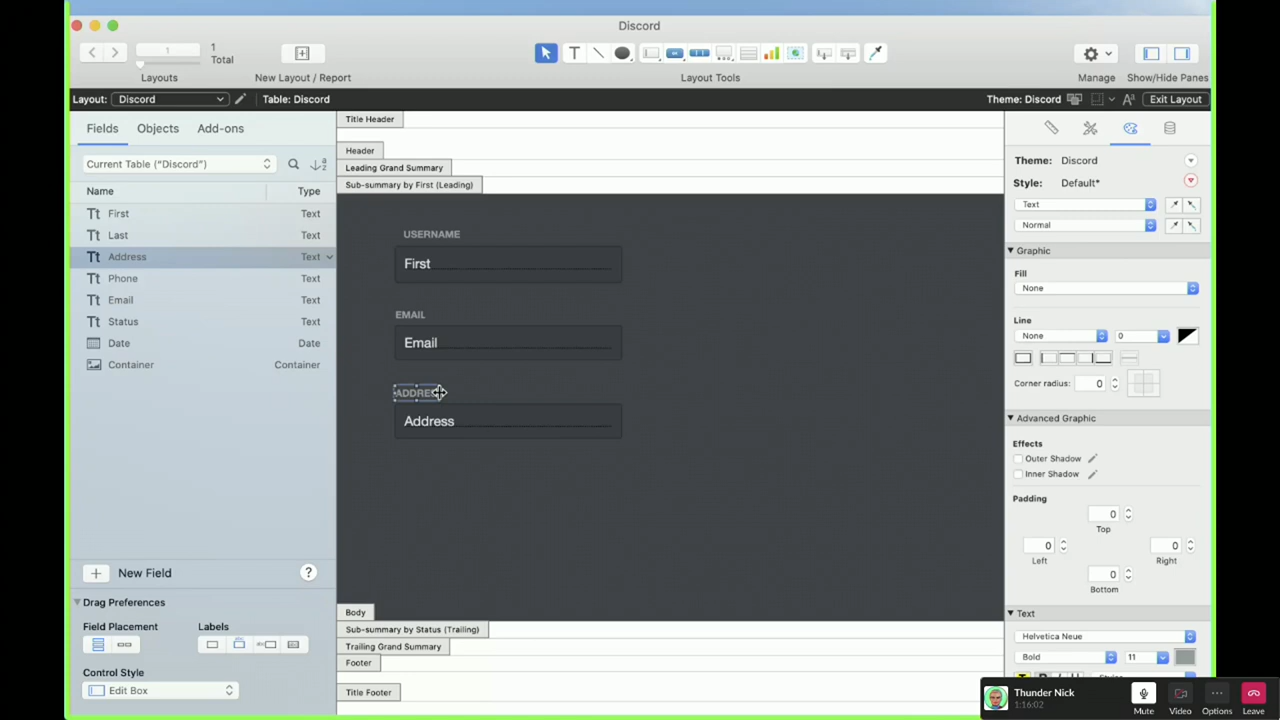 Discord
1
1
Total
Layouts
New Layout / Report
Layout Tools
Manage
Show/Hide Panes
Layout:
Discord
Table: Discord
Theme: Discord
Exit Layout
Fields
Objects
Add-ons
Current Table ("Discord")
Name
Type
First
Text
Last
Text
Address
Text
Phone
Text
Email
Text
Status
Text
Date
Date
Container
Container
New Field
?
Drag Preferences
Field Placement
Labels
Control Style
Edit Box
Title Header
Header
Leading Grand Summary
Sub-summary by First (Leading)
USERNAME
First
EMAIL
Email
Address
Body
Sub-summary by Status (Trailing)
Trailing Grand Summary
Footer
Title Footer
Theme:
Discord
Style:
Default*
Text
Normal
Graphic
Fill
None
Line
None
0
Corner radius:
0
Advanced Graphic
Effects
Outer Shadow
Inner Shadow
Padding
0
Top
0
Left
0
Right
0
Bottom
Text
Helvetica Neue
Bold
11
Thunder Nick
1:16:02
Mute
Video
Options
Leave